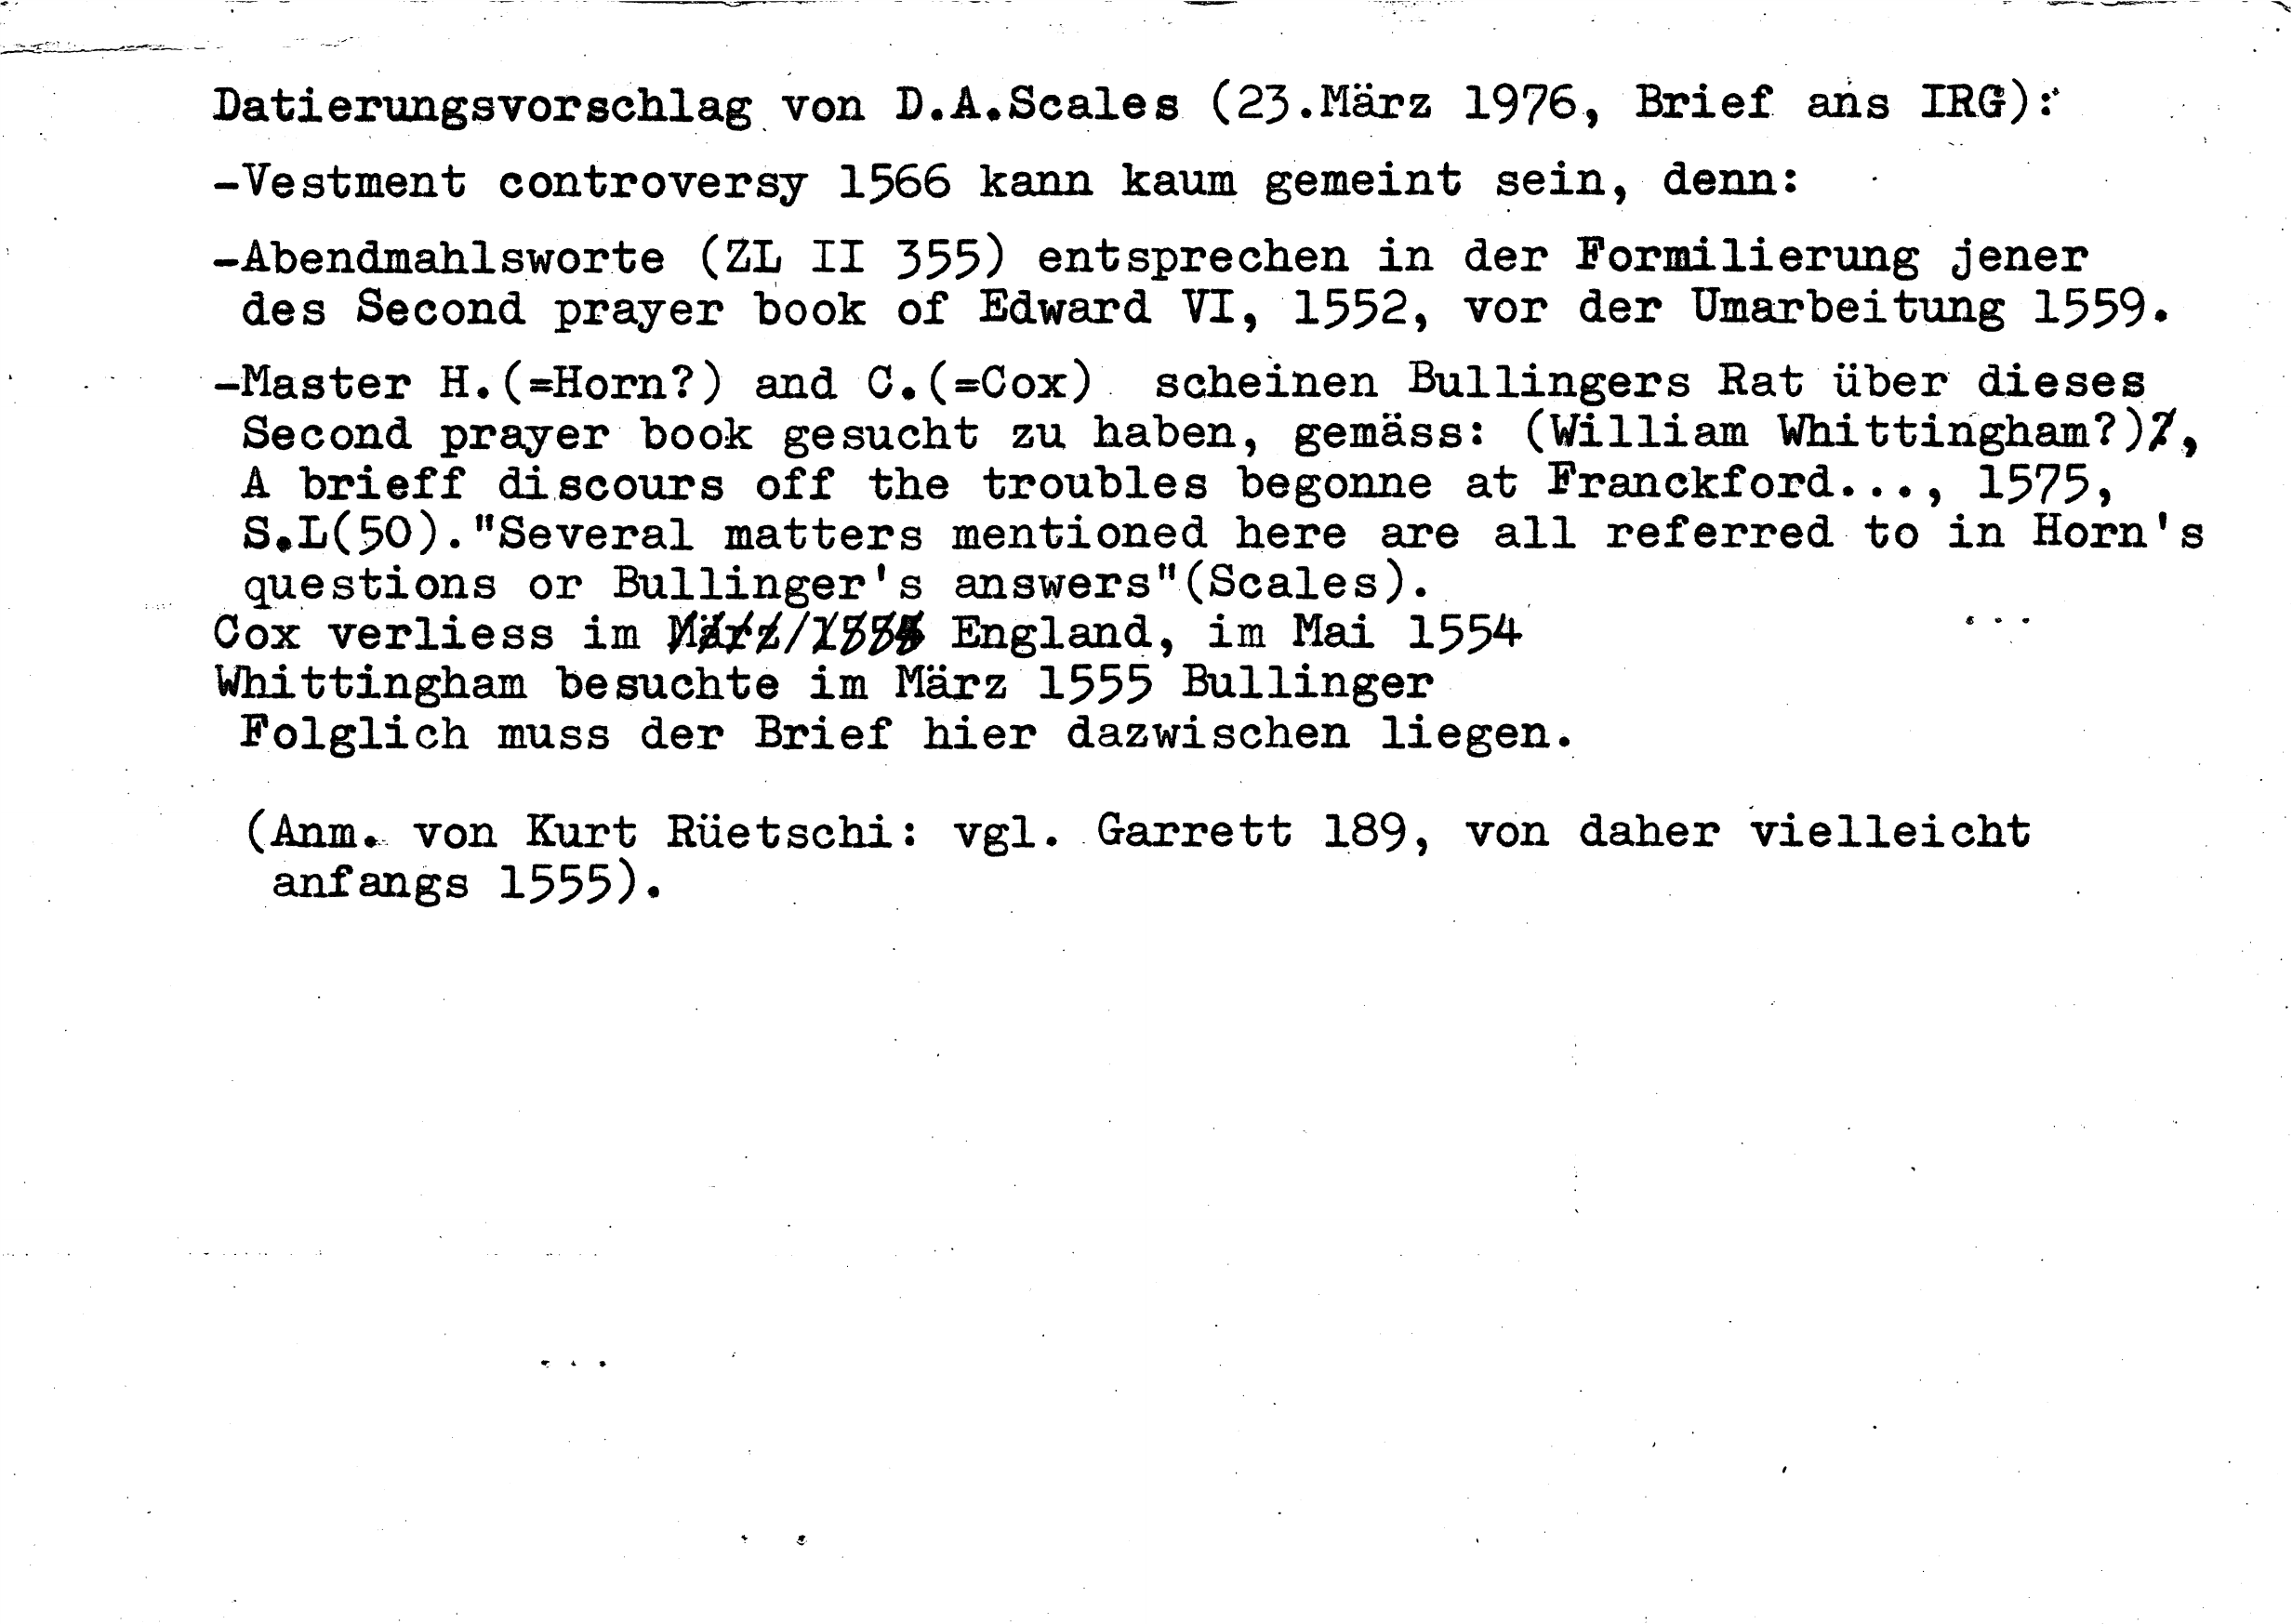 Datierungsvorschlag von D.A.Scales (23.März 1976, Brief ans IRG):
-Vestment controversy 1566 kann kaum gemeint sein, denn:
-Abendmahlsworte (ZL II 355) entsprechen in der Formilierung jener
des Second prayer book of Edward VI, 1552, vor der Umarbeitung 1559.
-Master H.(=Horn?) and C.(=Cox) scheinen Bullingers Rat über dieses
Second prayer book gesucht zu haben, gemäss: (William Whittingham?),
A brieff discours off the troubles begonne at Franckford..., 1575,
S.L(50)."Several matters mentioned here are all referred to in Horn's
questions or Bullinger's answers"(Scales).
Cox verliess im England, im Mai 1554
Whittingham besuchte im März 1555 Bullinger
Folglich muss der Brief hier dazwischen liegen.
(Anm. von Kurt Rüetschi: vgl. Garrett 189, von daher vielleicht
anfangs 1555).